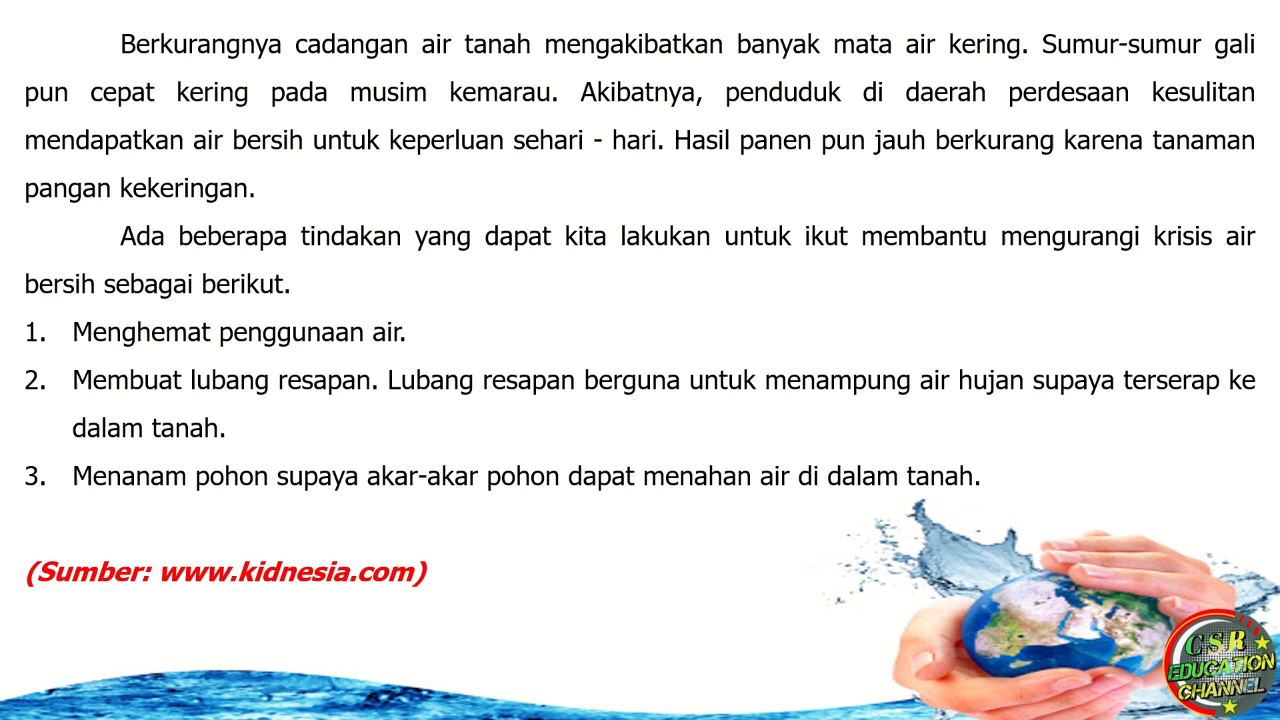 Berkurangnya cadangan air tanah mengakibatkan banyak mata air kering. Sumur-sumur gali
pun cepat kering pada musim kemarau. Akibatnya, penduduk di daerah perdesaan kesulitan
mendapatkan air bersih untuk keperluan sehari - hari. Hasil panen pun jauh berkurang karena tanaman
pangan kekeringan.
Ada beberapa tindakan yang dapat kita lakukan untuk ikut membantu mengurangi krisis air
bersih sebagai berikut.
1. Menghemat penggunaan air.
2. Membuat lubang resapan. Lubang resapan berguna untuk menampung air hujan supaya terserap ke
dalam tanah.
3. Menanam pohon supaya akar-akar pohon dapat menahan air di dalam tanah.
(Sumber: www.kidnesia.com)
CSR
EDUCATION
CHANNEL